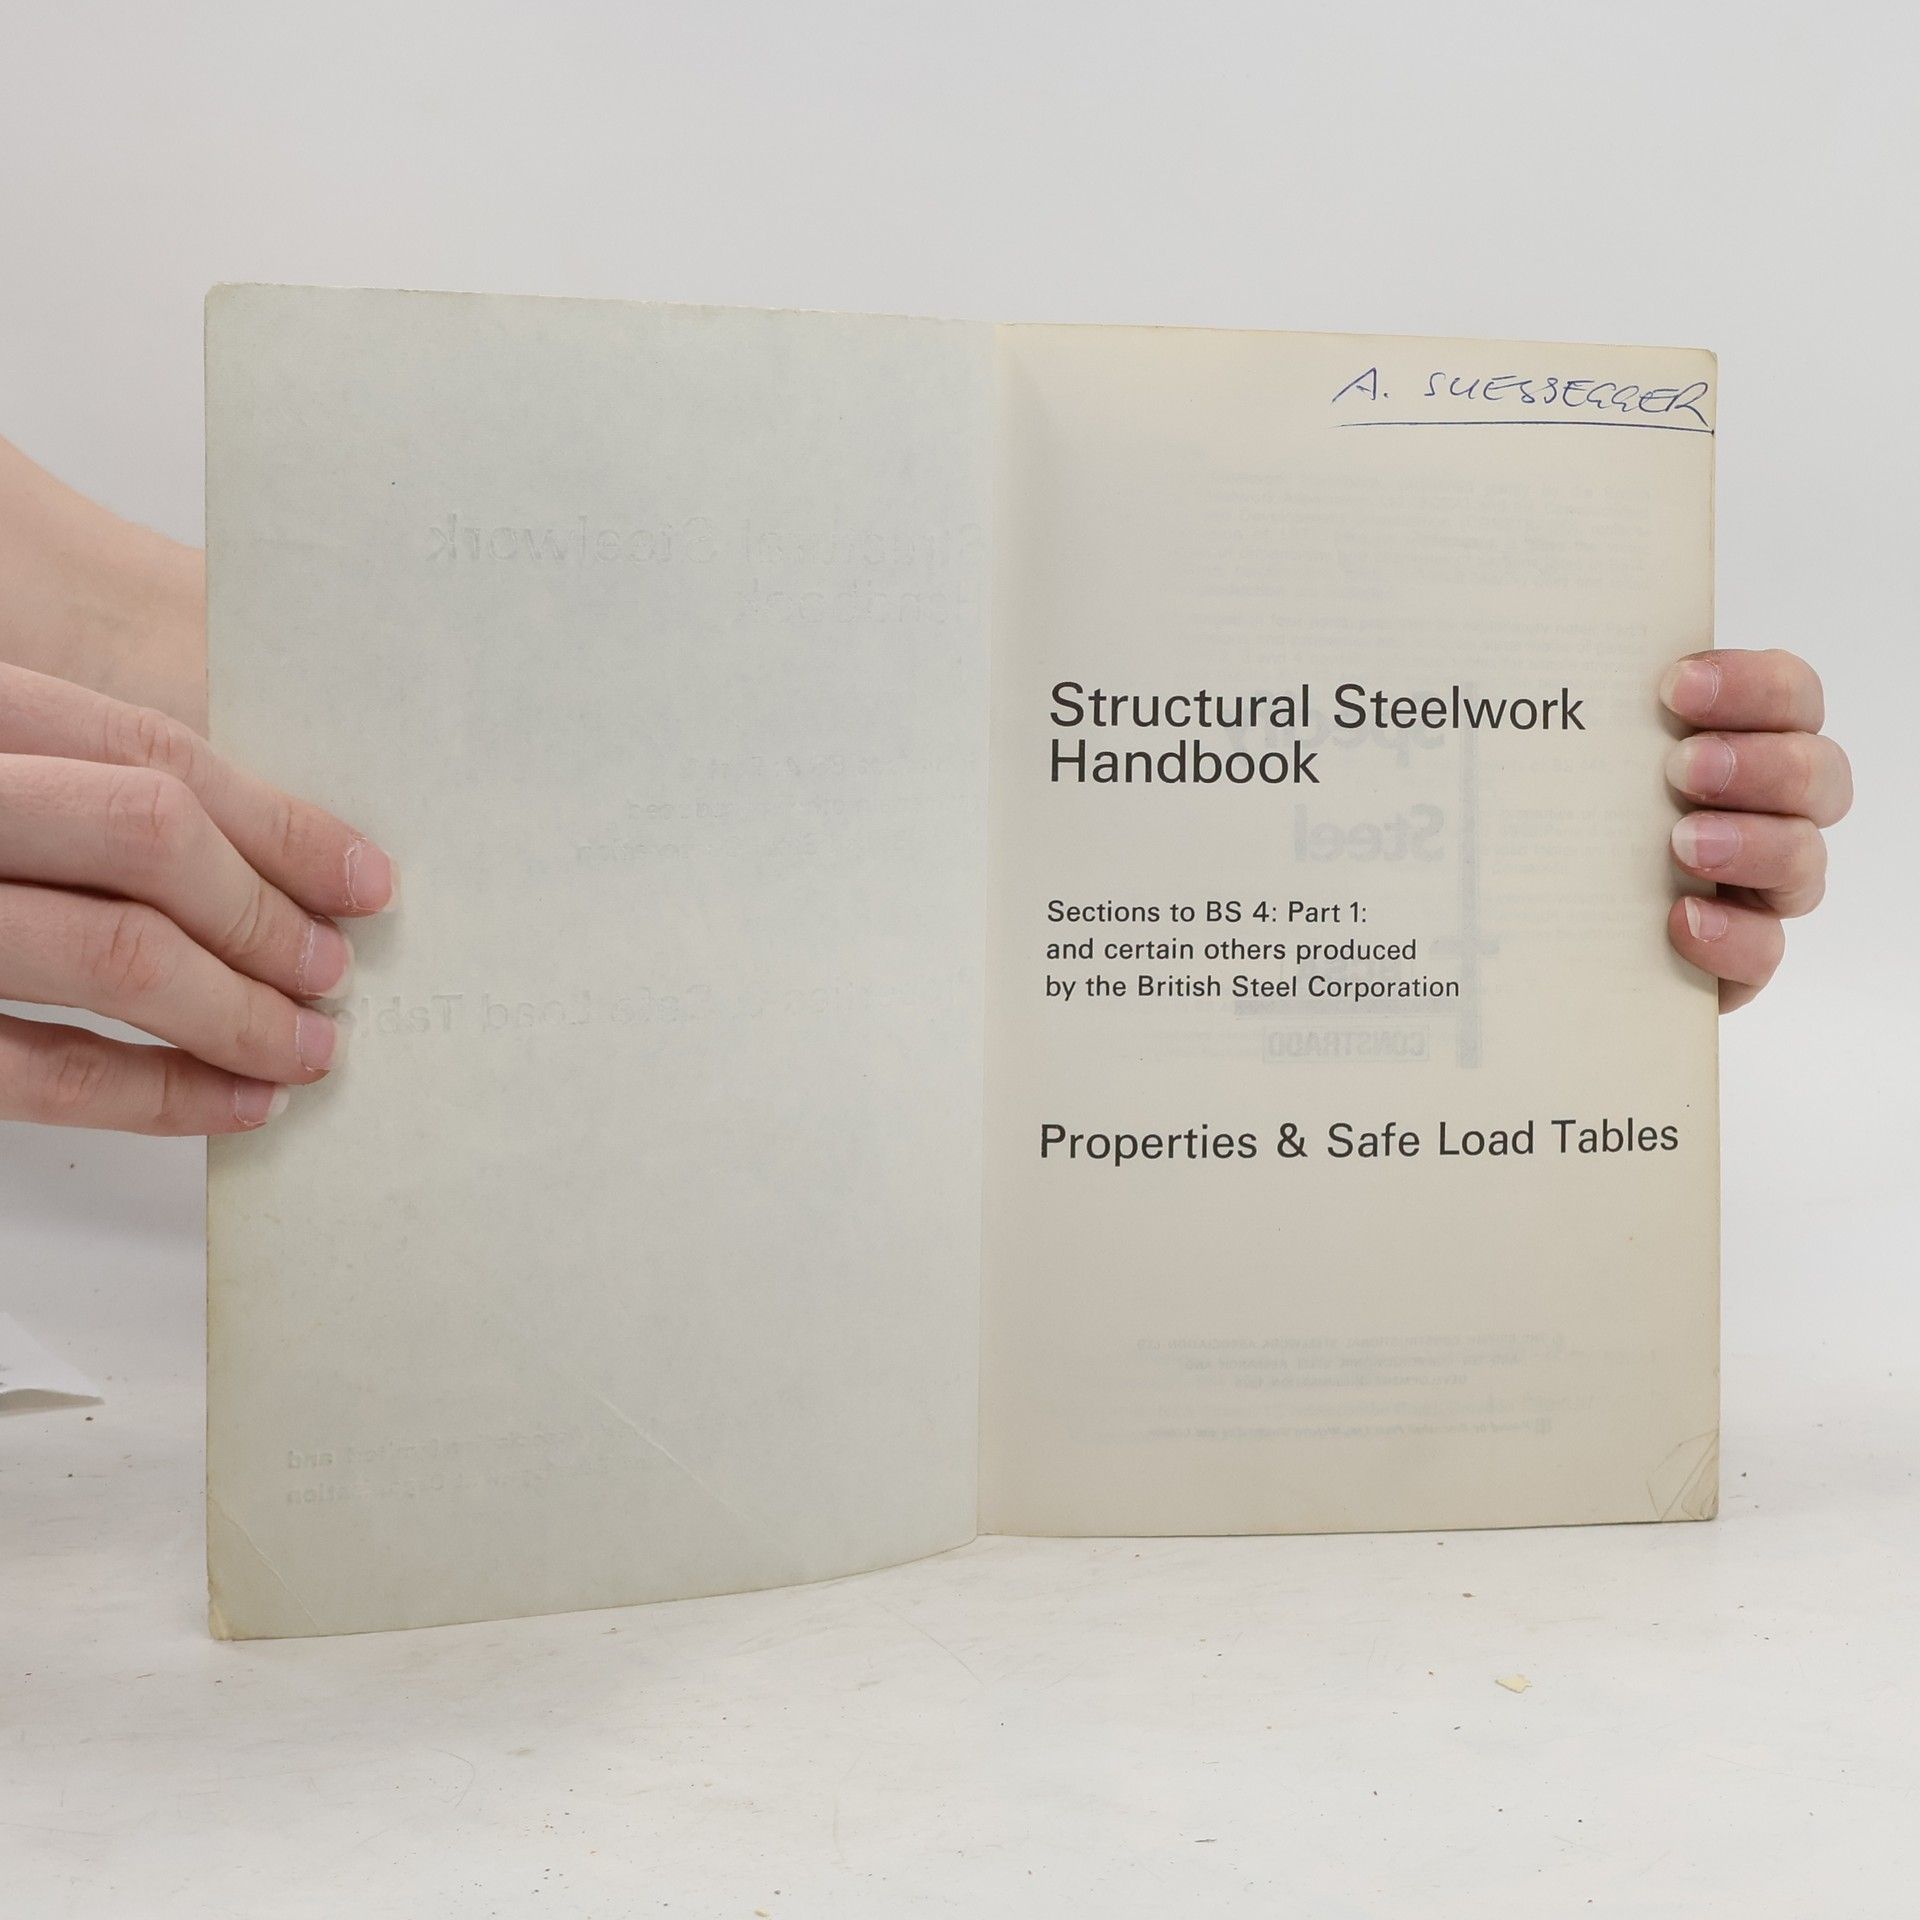 A. SUESSEGGER
Structural Steelwork
Handbook
Sections to BS 4: Part 1:
and certain others produced
by the British Steel Corporation
Properties & Safe Load Tables